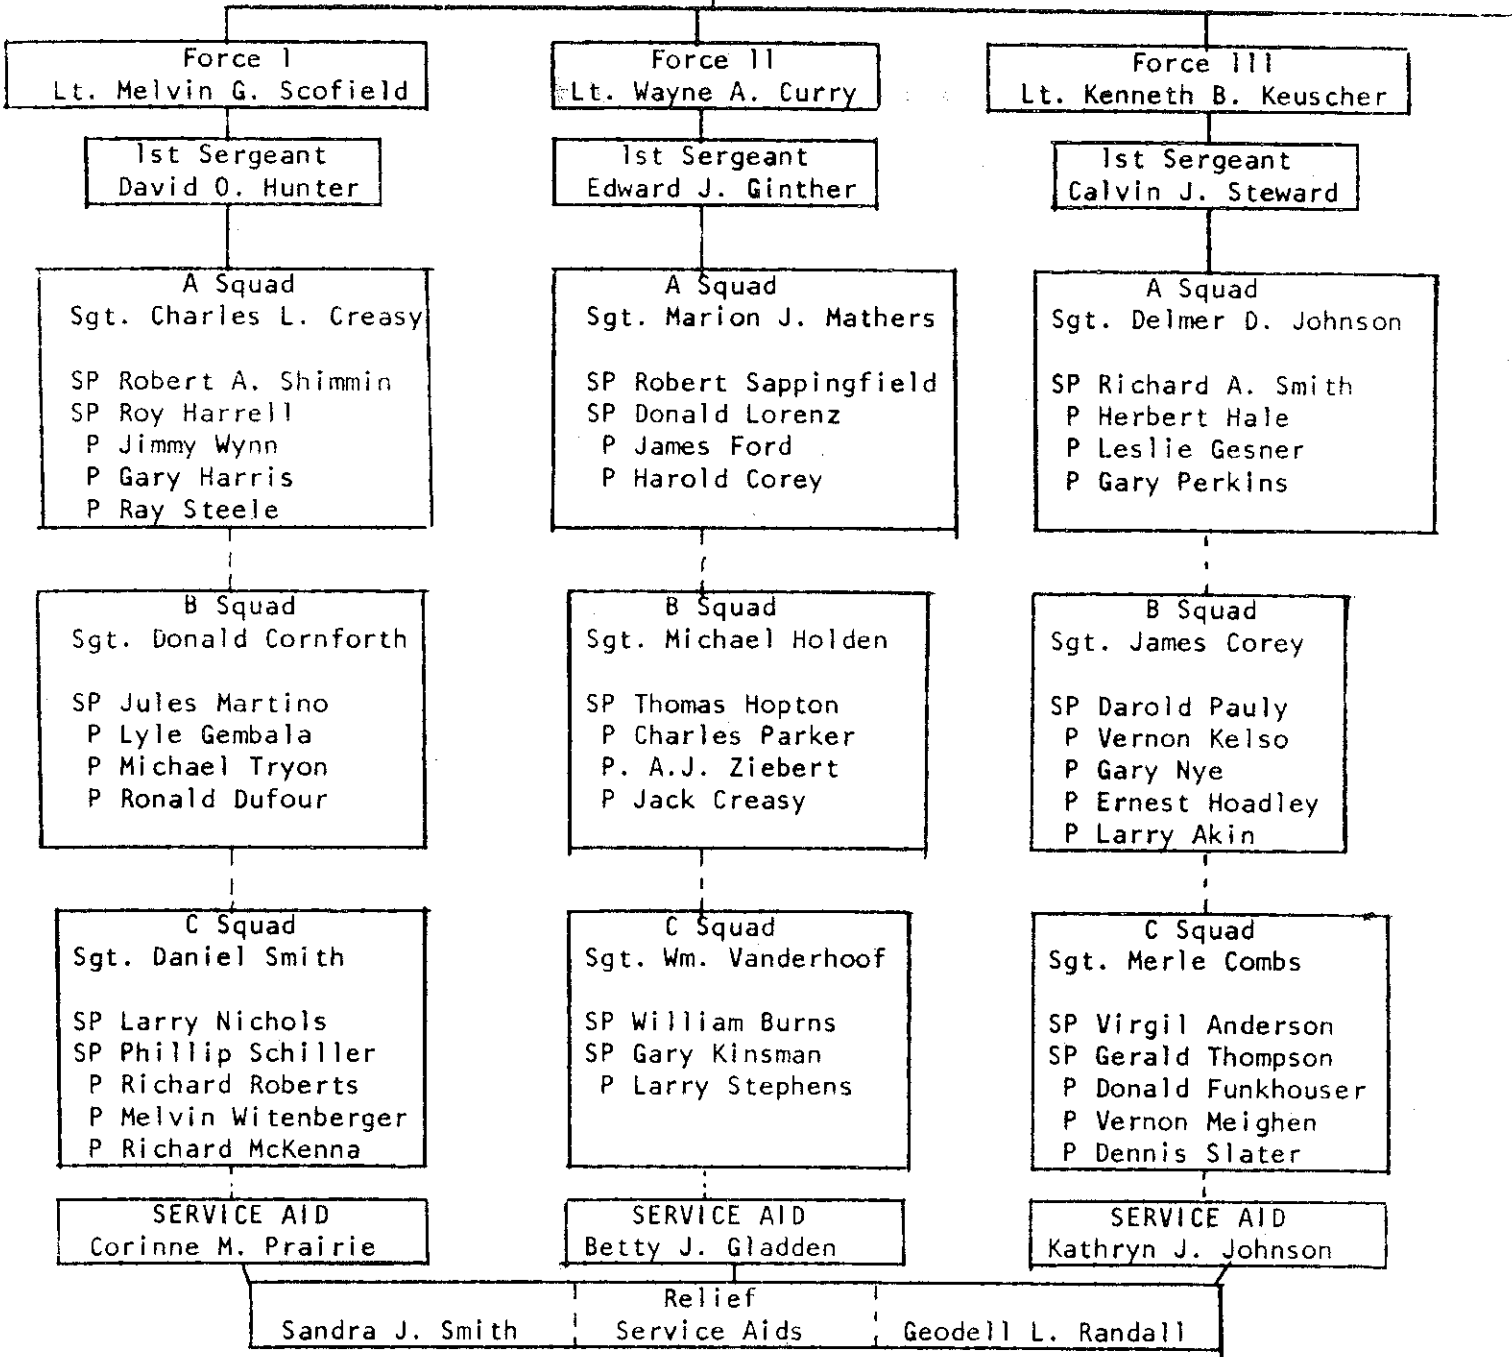 Force I
Lt. Melvin G. Scofield
1st Sergeant
David O. Hunter
A Squad
Sgt. Charles L. Creasy
SP Robert A. Shimmin
SP Roy Harrell
P Jimmy Wynn
P Gary Harris
P Ray Steele
B Squad
Sgt. Donald Cornforth
SP Jules Martino
P Lyle Gembala
P Michael Tryon
P Ronald Dufour
C Squad
Sgt. Daniel Smith
SP Larry Nichols
SP Phillip Schiller
P Richard Roberts
P Melvin Witenberger
P Richard McKenna
SERVICE AID
Corinne M. Prairie
Force II
Lt. Wayne A. Curry
1st Sergeant
Edward J. Ginther
A Squad
Sgt. Marion J. Mathers
SP Robert Sappingfield
SP Donald Lorenz
P James Ford
P Harold Corey
B Squad
Sgt. Michael Holden
SP Thomas Hopton
P Charles Parker
P. A.J. Ziebert
P Jack Creasy
C Squad
Sgt. Wm. Vanderhoof
SP William Burns
SP Gary Kinsman
P Larry Stephens
SERVICE AID
Betty J. Gladden
Force III
Lt. Kenneth B. Keuscher
1st Sergeant
Calvin J. Steward
A Squad
Sgt. Delmer D. Johnson
SP Richard A. Smith
P Herbert Hale
P Leslie Gesner
P Gary Perkins
B Squad
Sgt. James Corey
SP Darold Pauly
P Vernon Kelso
P Gary Nye
P Ernest Hoadley
P Larry Akin
C Squad
Sgt. Merle Combs
SP Virgil Anderson
SP Gerald Thompson
P Donald Funkhouser
P Vernon Meighen
P Dennis Slater
SERVICE AID
Kathryn J. Johnson
Relief
Sandra J. Smith Service Aids Geodell L. Randall